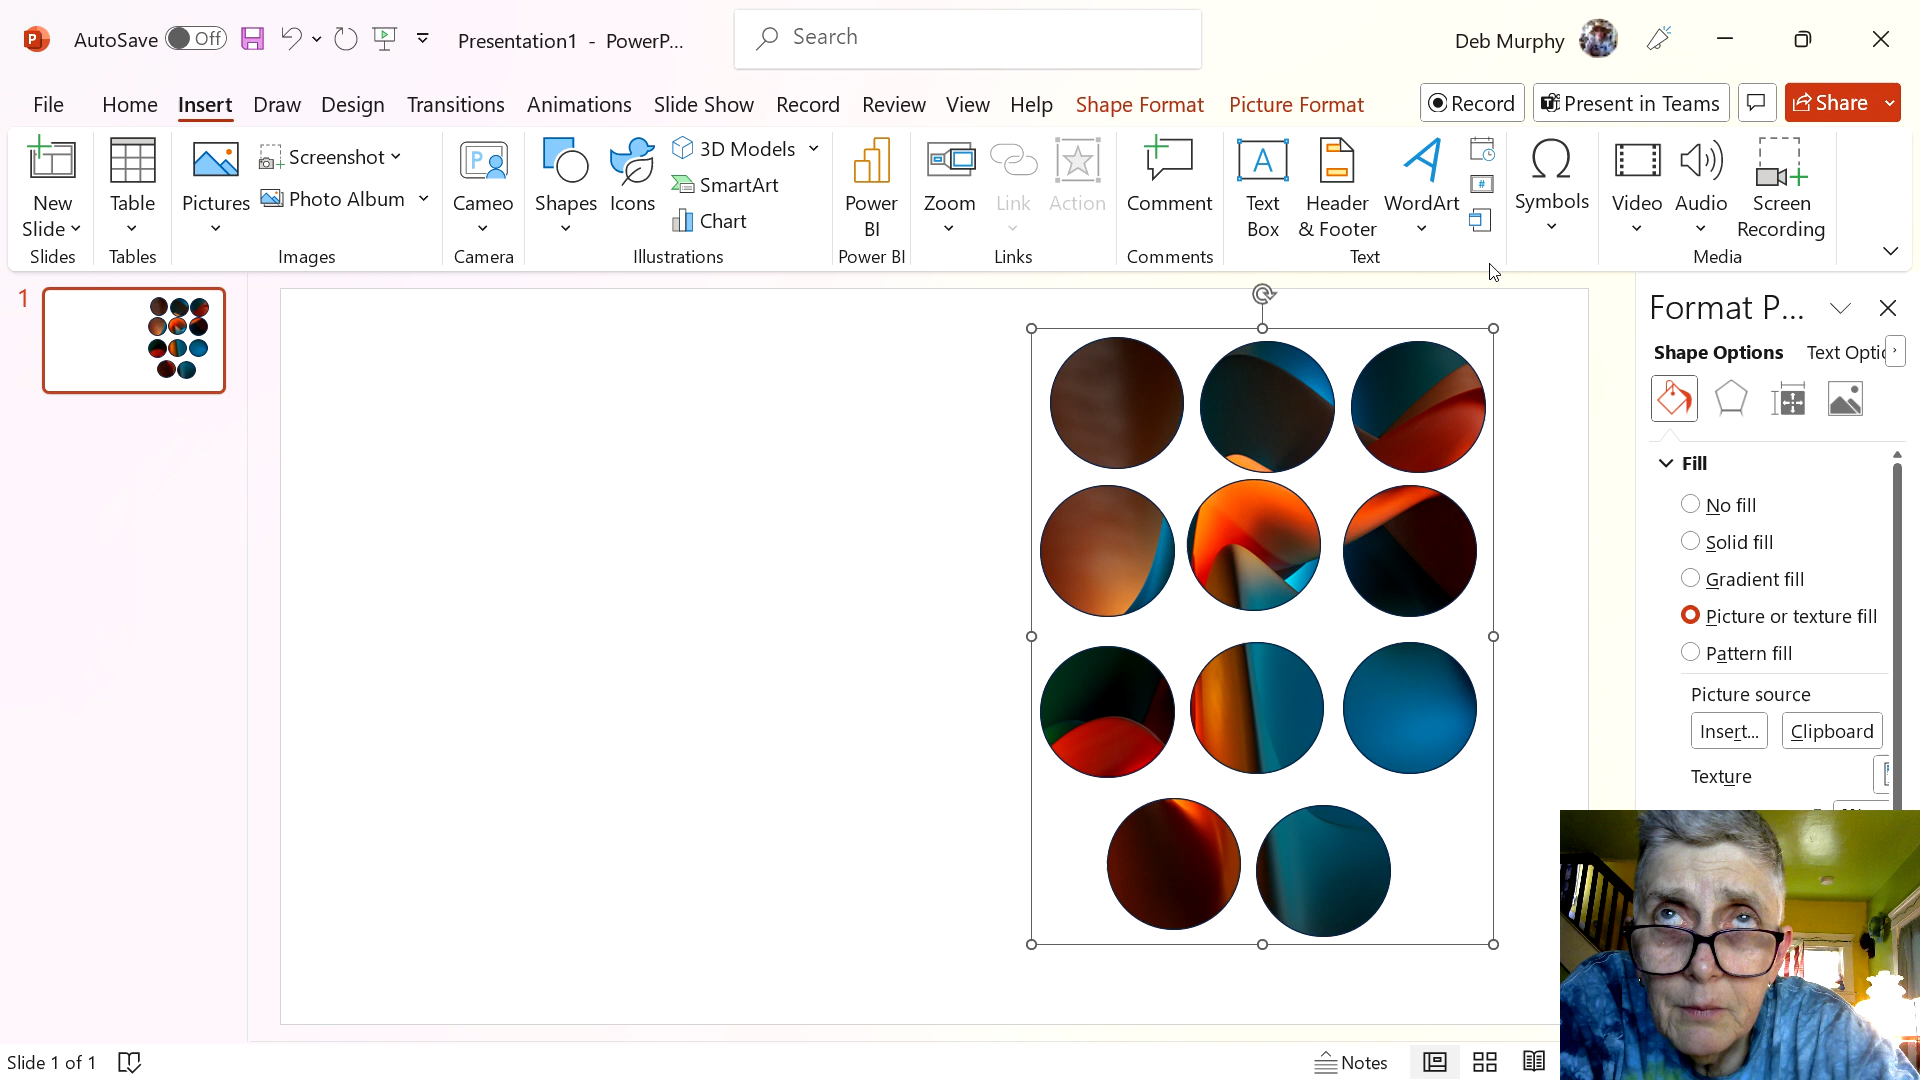 AutoSave Off Presentation1 - PowerP... Search Deb Murphy
File Home Insert Draw Design Transitions Animations Slide Show Record Review View Help Shape Format Picture Format Record Present in Teams Share
New Slide
Slides
Table
Tables
Pictures
Screenshot
Photo Album
Images
Cameo
Camera
Shapes
Icons
3D Models
SmartArt
Chart
Illustrations
Power BI
Power BI
Zoom
Link
Action
Links
Comment
Comments
Text Box
Header & Footer
WordArt
Text
Symbols
Video
Audio
Screen Recording
Media
1
Format P...
Shape Options
Fill
No fill
Solid fill
Gradient fill
Picture or texture fill
Pattern fill
Picture source
Insert... Clipboard
Texture
Slide 1 of 1 Notes